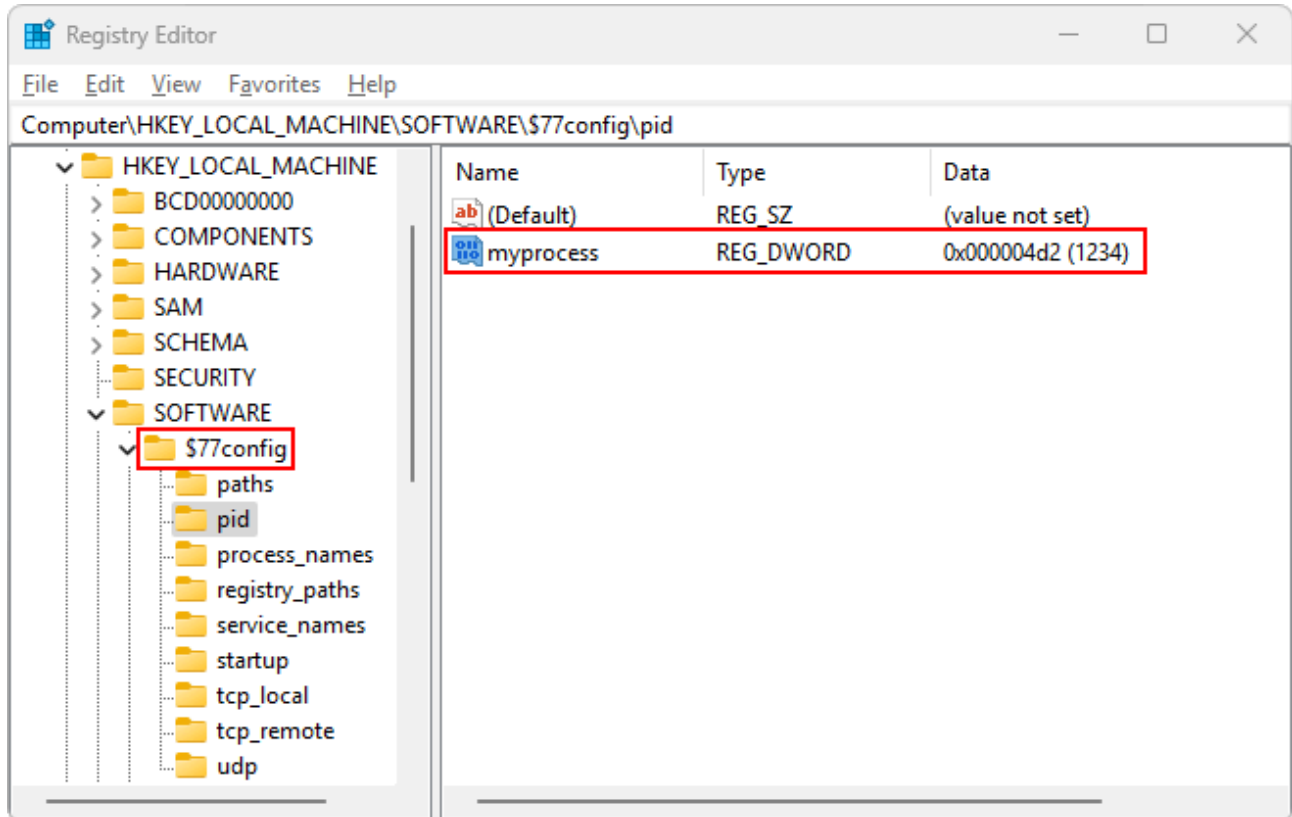 Registry Editor
File Edit View Favorites Help
Computer\HKEY_LOCAL_MACHINE\SOFTWARE\$77config\pid
HKEY_LOCAL_MACHINE
BCD00000000
COMPONENTS
HARDWARE
SAM
SCHEMA
SECURITY
SOFTWARE
$77config
paths
pid
process_names
registry_paths
service_names
startup
tcp_local
tcp_remote
udp
Name Type Data
ab (Default) REG_SZ (value not set)
myprocess REG_DWORD 0x000004d2 (1234)